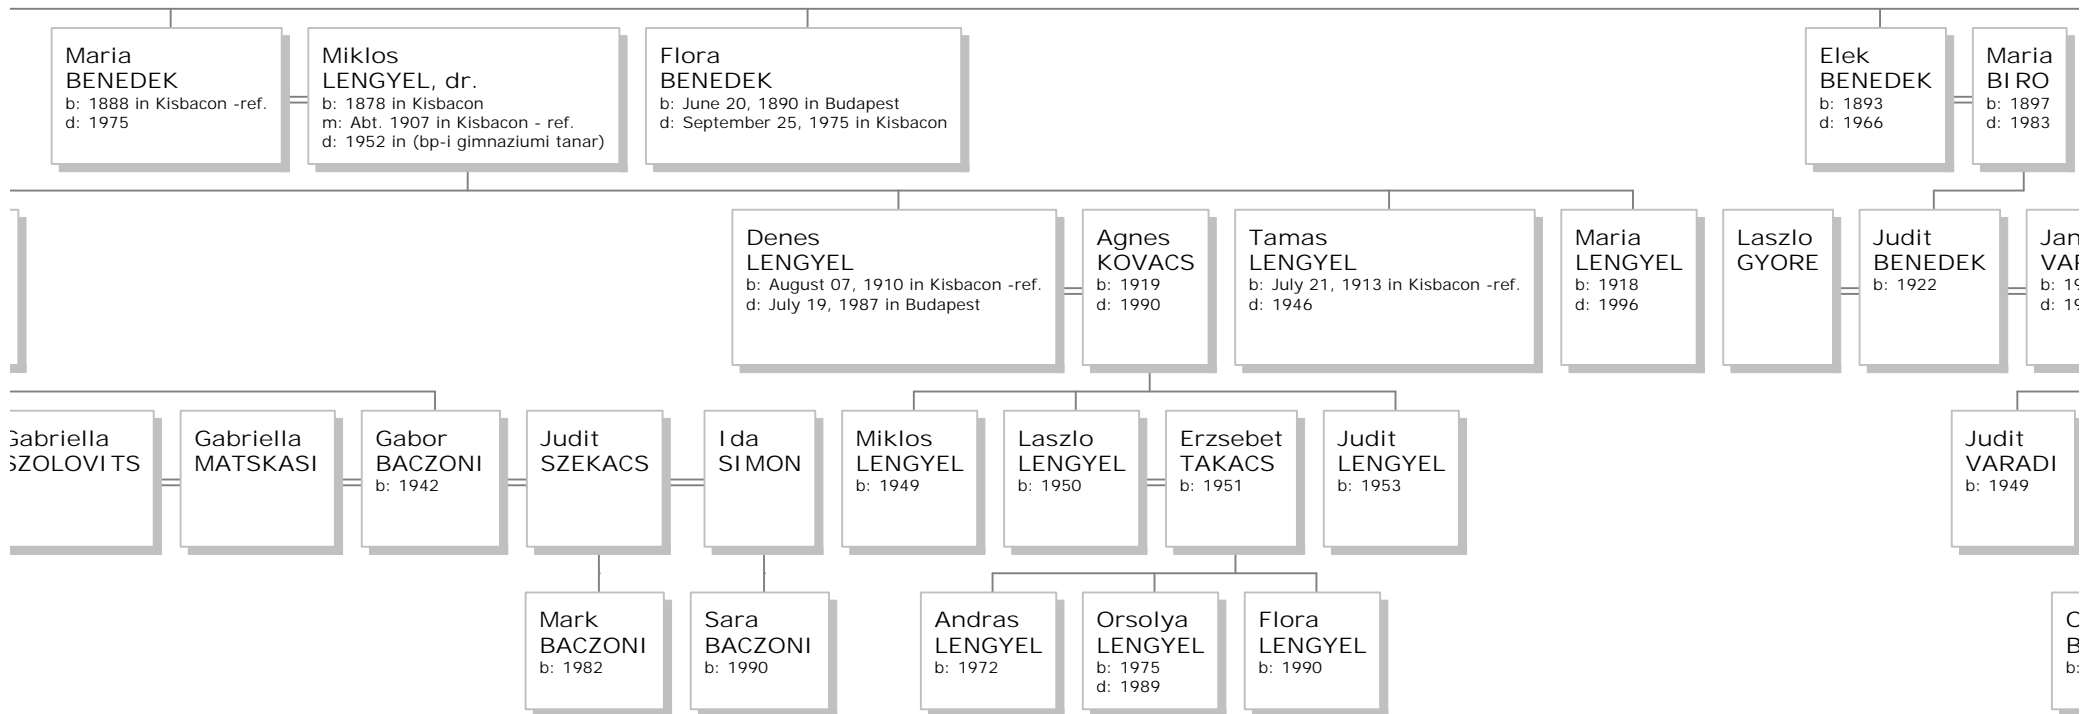 Maria
BENEDEK
b: 1888 in Kisbacon -ref.
d: 1975
Miklos
LENGYEL, dr.
b: 1878 in Kisbacon
m: Abt. 1907 in Kisbacon - ref.
d: 1952 in (bp-i gimnaziumi tanar)
Flora
BENEDEK
b: June 20, 1890 in Budapest
d: September 25, 1975 in Kisbacon
Elek
BENEDEK
b: 1893
d: 1966
Maria
BIRO
b: 1897
d: 1983
Denes
LENGYEL
b: August 07, 1910 in Kisbacon -ref.
d: July 19, 1987 in Budapest
Agnes
KOVACS
b: 1919
d: 1990
Tamas
LENGYEL
b: July 21, 1913 in Kisbacon -ref.
d: 1946
Maria
LENGYEL
b: 1918
d: 1996
Laszlo
GYORE
Judit
BENEDEK
b: 1922
Jan
VAR
b: 19
d: 19
Gabriella
SZOLOVITS
Gabriella
MATSKASI
Gabor
BACZONI
b: 1942
Judit
SZEKACS
Ida
SIMON
Miklos
LENGYEL
b: 1949
Laszlo
LENGYEL
b: 1950
Erzsebet
TAKACS
b: 1951
Judit
LENGYEL
b: 1953
Judit
VARADI
b: 1949
Mark
BACZONI
b: 1982
Sara
BACZONI
b: 1990
Andras
LENGYEL
b: 1972
Orsolya
LENGYEL
b: 1975
d: 1989
Flora
LENGYEL
b: 1990
b: